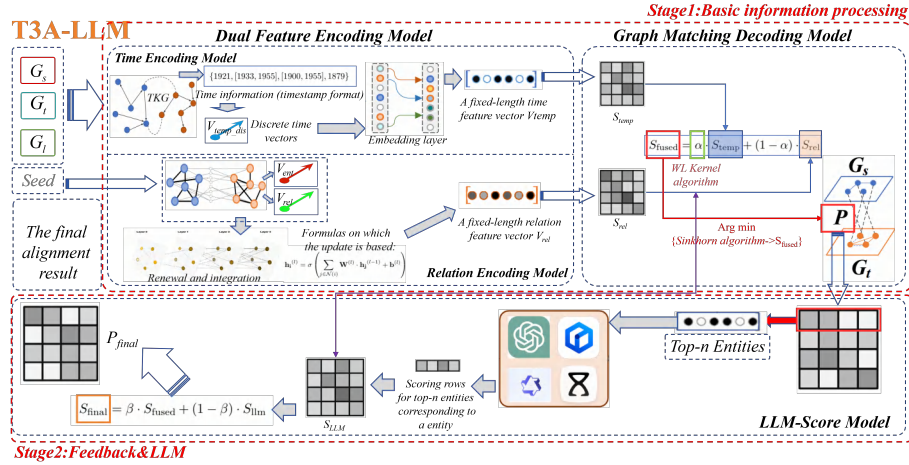 Stage1:Basic information processing
T3A-LLM
Dual Feature Encoding Model
Graph Matching Decoding Model
G_s
G_t
G_l
Seed
The final
alignment
result
Time Encoding Model
TKG
{1921, [1933, 1955], [1900, 1955], 1879}
Time information (timestamp format)
V_temp_dis
Discrete time
vectors
Embedding layer
A fixed-length time
feature vector Vtemp
S_temp
S_fused = α · S_temp + (1 − α) · S_rel
WL Kernel
algorithm
V_ent
V_rel
A fixed-length relation
feature vector V_rel
S_rel
Arg min
{Sinkhorn algorithm->S_fused}
G_s
P
G_t
Renewal and integration
Formulas on which
the update is based:
h_i^(l) = σ ( ∑_{j∈N(i)} W^(l) · h_j^(l−1) + b^(l) )
Relation Encoding Model
P_final
S_final = β · S_fused + (1 − β) · S_llm
S_LLM
Scoring rows
for top-n entities
corresponding to
a entity
Top-n Entities
LLM-Score Model
Stage2:Feedback&LLM